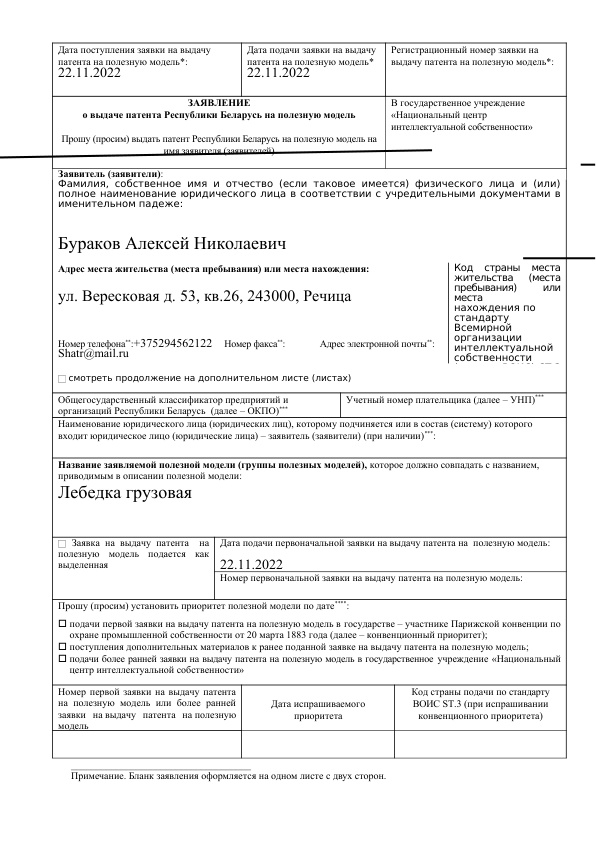 Дата поступления заявки на выдачу
патента на полезную модель*:
22.11.2022
Дата подачи заявки на выдачу
патента на полезную модель*
22.11.2022
Регистрационный номер заявки на
выдачу патента на полезную модель*:
ЗАЯВЛЕНИЕ
о выдаче патента Республики Беларусь на полезную модель
Прошу (просим) выдать патент Республики Беларусь на полезную модель на
имя заявителя (заявителей)
В государственное учреждение
«Национальный центр
интеллектуальной собственности»
Заявитель (заявители):
Фамилия, собственное имя и отчество (если таковое имеется) физического лица и (или)
полное наименование юридического лица в соответствии с учредительными документами в
именительном падеже:
Бураков Алексей Николаевич
Адрес места жительства (места пребывания) или места нахождения:
ул. Вересковая д. 53, кв.26, 243000, Речица
Номер телефона**:+375294562122 Номер факса**: Адрес электронной почты**:
Shatr@mail.ru
Код страны места
жительства (места
пребывания) или
места
нахождения по
стандарту
Всемирной
организации
интеллектуальной
собственности
смотреть продолжение на дополнительном листе (листах)
Общегосударственный классификатор предприятий и
организаций Республики Беларусь (далее – ОКПО)***
Учетный номер плательщика (далее – УНП)***
Наименование юридического лица (юридических лиц), которому подчиняется или в состав (систему) которого
входит юридическое лицо (юридические лица) – заявитель (заявители) (при наличии)***:
Название заявляемой полезной модели (группы полезных моделей), которое должно совпадать с названием,
приводимым в описании полезной модели:
Лебедка грузовая
Заявка на выдачу патента на
полезную модель подается как
выделенная
Дата подачи первоначальной заявки на выдачу патента на полезную модель:
22.11.2022
Номер первоначальной заявки на выдачу патента на полезную модель:
Прошу (просим) установить приоритет полезной модели по дате****:
подачи первой заявки на выдачу патента на полезную модель в государстве – участнике Парижской конвенции по
охране промышленной собственности от 20 марта 1883 года (далее – конвенционный приоритет);
поступления дополнительных материалов к ранее поданной заявке на выдачу патента на полезную модель;
подачи более ранней заявки на выдачу патента на полезную модель в государственное учреждение «Национальный
центр интеллектуальной собственности»
Номер первой заявки на выдачу патента
на полезную модель или более ранней
заявки на выдачу патента на полезную
модель
Дата испрашиваемого
приоритета
Код страны подачи по стандарту
ВОИС ST.3 (при испрашивании
конвенционного приоритета)
Примечание. Бланк заявления оформляется на одном листе с двух сторон.